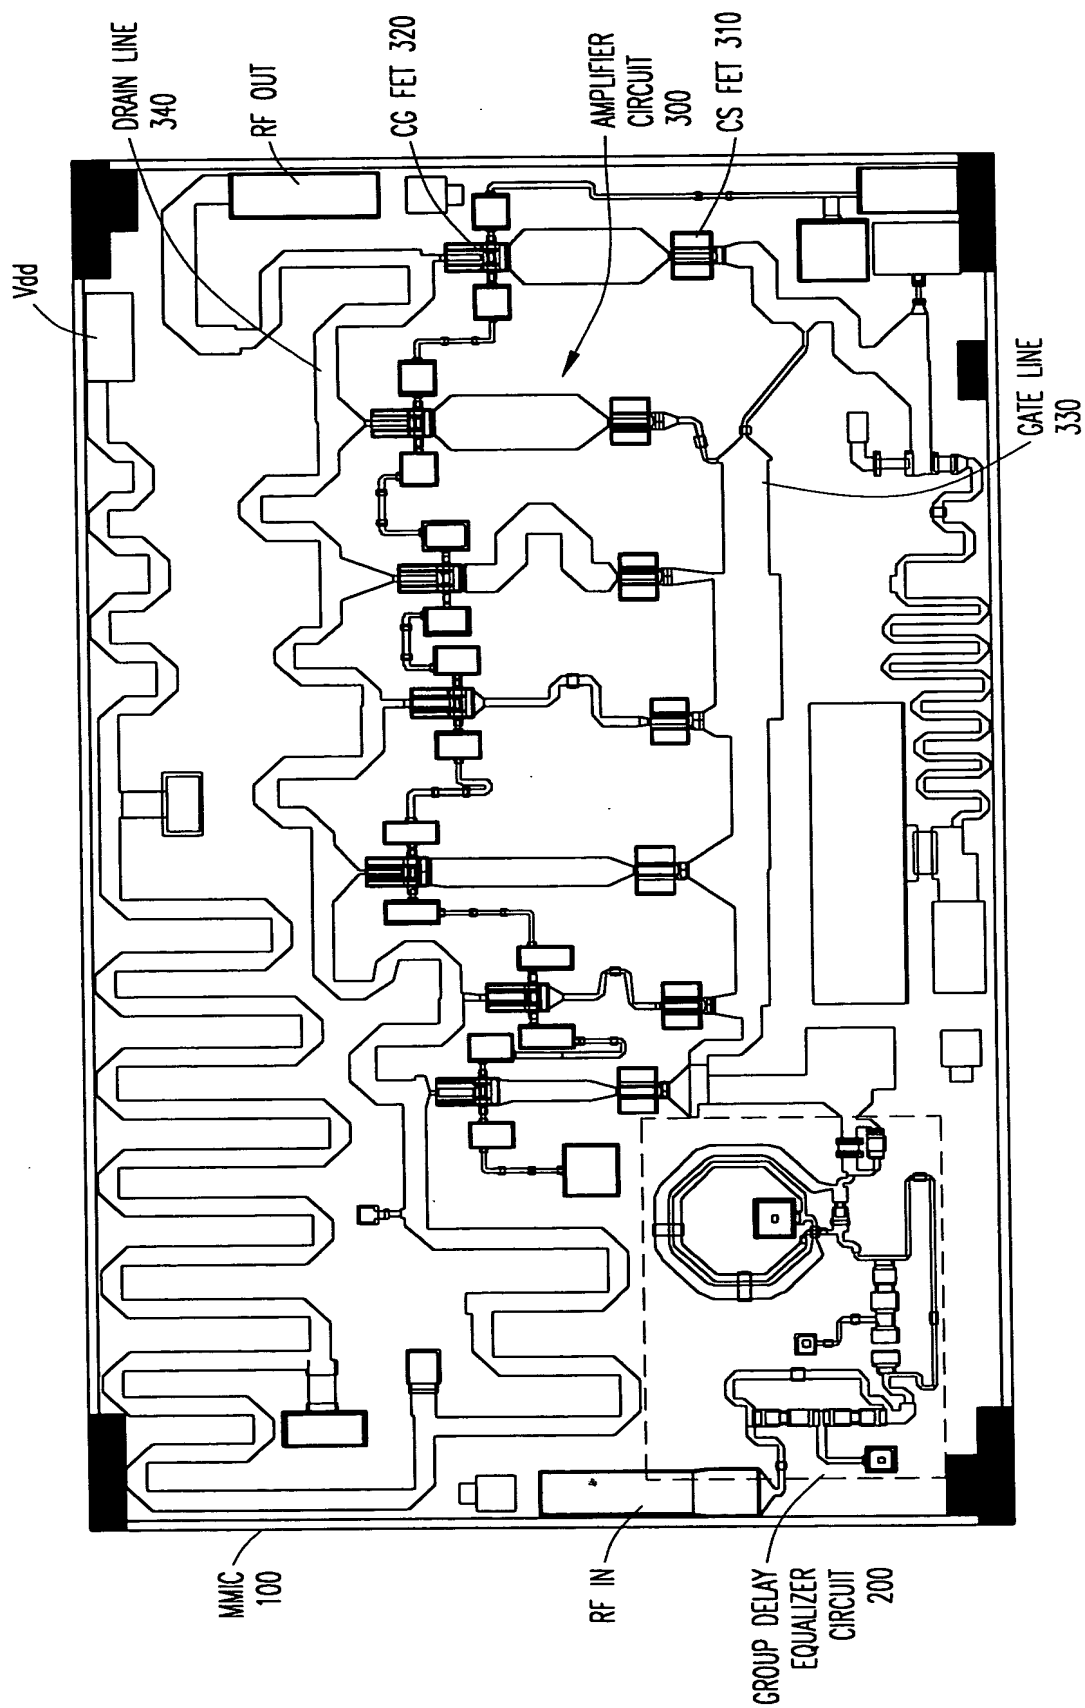 Vdd
DRAIN LINE
340
RF OUT
CG FET 320
AMPLIFIER
CIRCUIT
300
CS FET 310
GATE LINE
330
MMIC
100
RF IN
GROUP DELAY
EQUALIZER
CIRCUIT
200